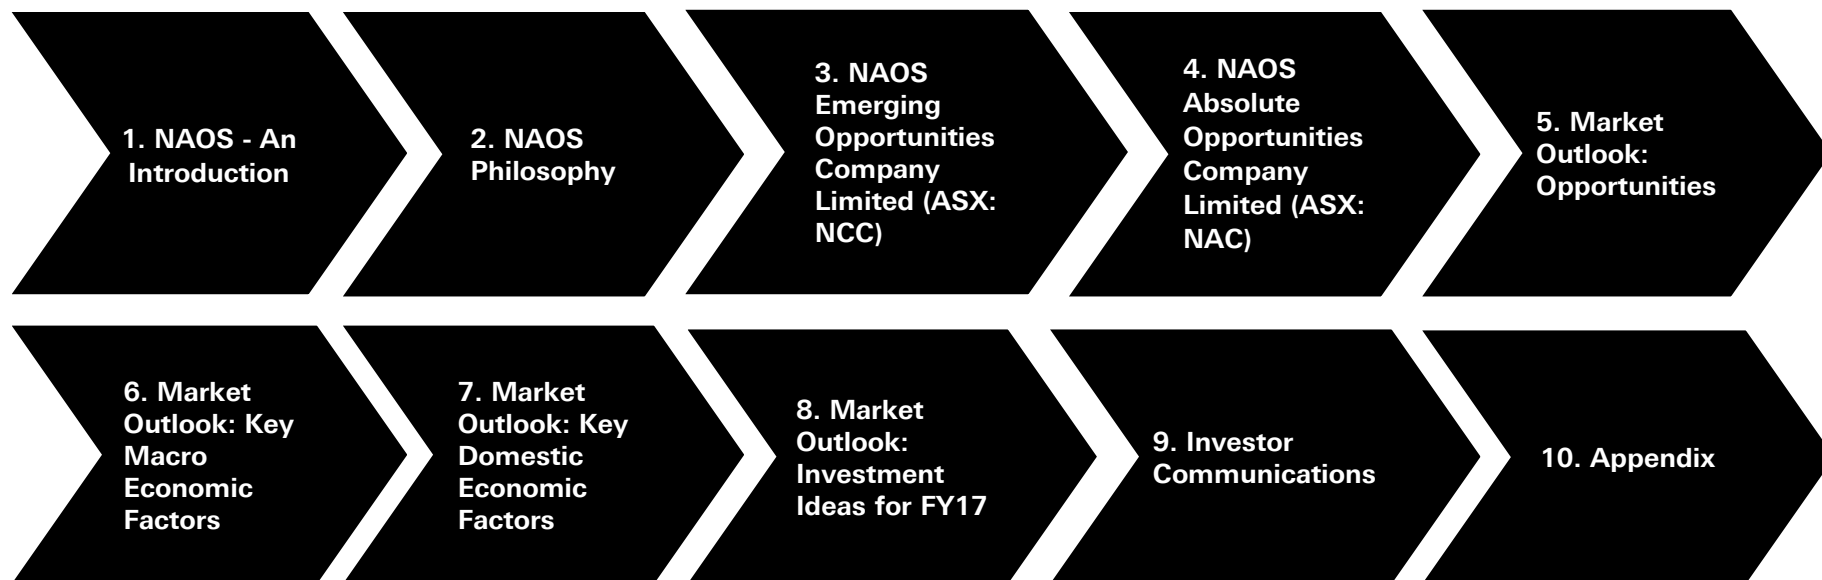 1. NAOS - An
Introduction
2. NAOS
Philosophy
3. NAOS
Emerging
Opportunities
Company
Limited (ASX:
NCC)
4. NAOS
Absolute
Opportunities
Company
Limited (ASX:
NAC)
5. Market
Outlook:
Opportunities
6. Market
Outlook: Key
Macro
Economic
Factors
7. Market
Outlook: Key
Domestic
Economic
Factors
8. Market
Outlook:
Investment
Ideas for FY17
9. Investor
Communications
10. Appendix